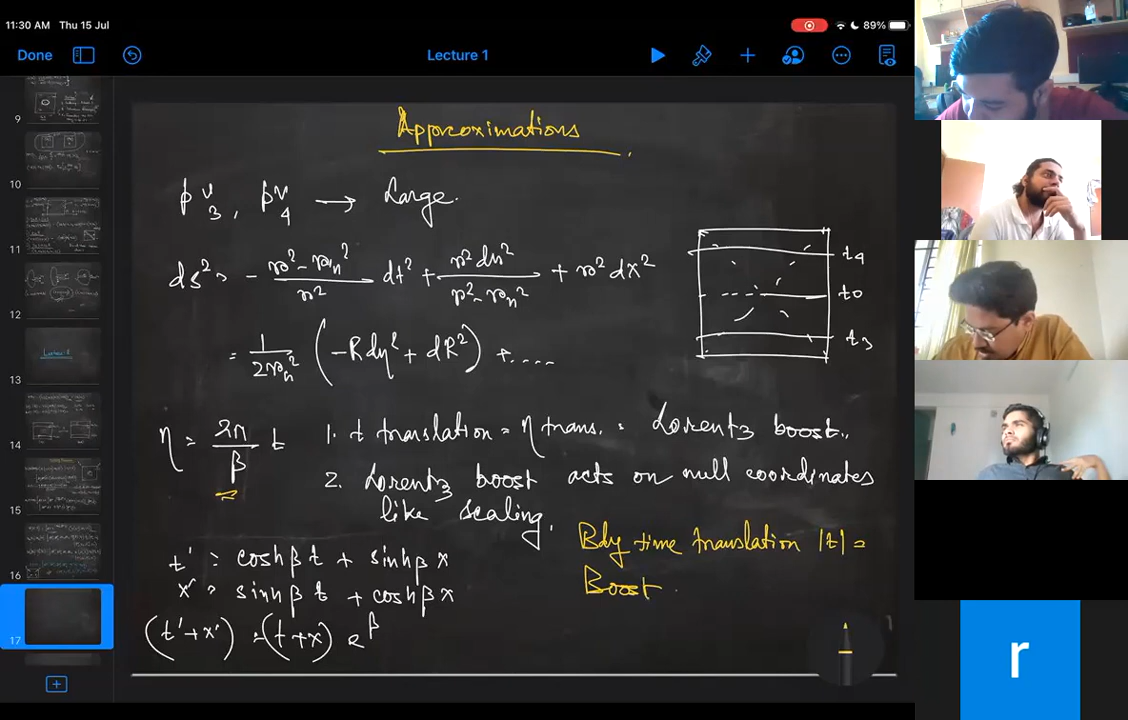 11:30 AM Thu 15 Jul
89%
Done
Lecture 1
Approximations
p^v_3, p^v_4 → Large.
ds² = - (r² - r_h²)/r² dt² + r² dr²/(r² - r_h²) + r² dx²
= 1/(2r_h²) (-R dη² + dR²) + ....
t4
t0
t3
η = 2π/β t
1. t translation = η trans. = Lorentz boost.
2. Lorentz boost acts on null coordinates
like scaling.
Bdy time translation |t| =
Boost.
t' = coshβ t + sinhβ x
x' = sinhβ t + coshβ x
(t'+x') = (t+x) e^β
9
10
11
12
13
14
15
16
17
r